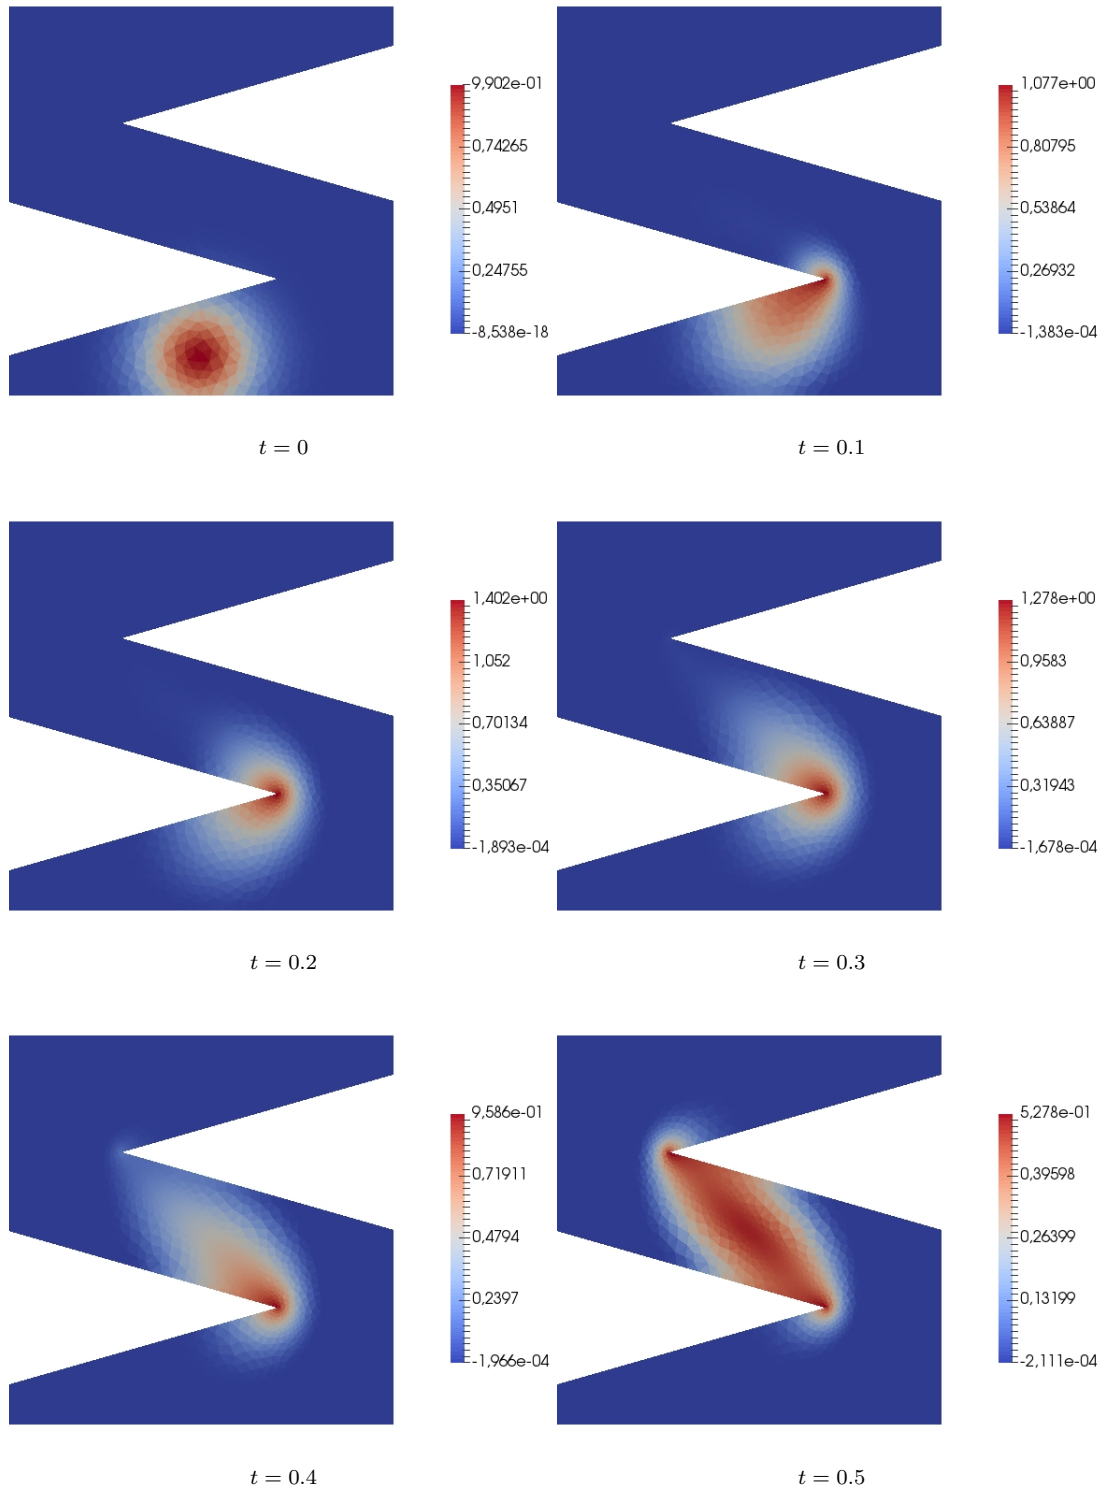 9,902e-01
0,74265
0,4951
0,24755
-8,538e-18
1,077e+00
0,80795
0,53864
0,26932
-1,383e-04
t = 0
t = 0.1
1,402e+00
1,052
0,70134
0,35067
-1,893e-04
1,278e+00
0,9583
0,63887
0,31943
-1,678e-04
t = 0.2
t = 0.3
9,586e-01
0,71911
0,4794
0,2397
-1,966e-04
5,278e-01
0,39598
0,26399
0,13199
-2,111e-04
t = 0.4
t = 0.5